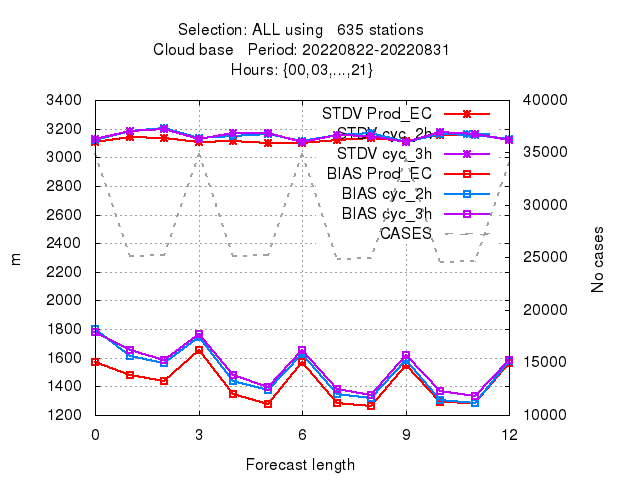 Selection: ALL using   635 stations
Cloud base   Period: 20220822-20220831
Hours: {00,03,...,21}
3400
3200
3000
2800
2600
2400
2200
2000
1800
1600
1400
1200
m
STDV Prod_EC
STDV cyc_2h
STDV cyc_3h
BIAS Prod_EC
BIAS cyc_2h
BIAS cyc_3h
CASES
40000
35000
30000
25000
20000
15000
10000
No cases
0 3 6 9 12
Forecast length